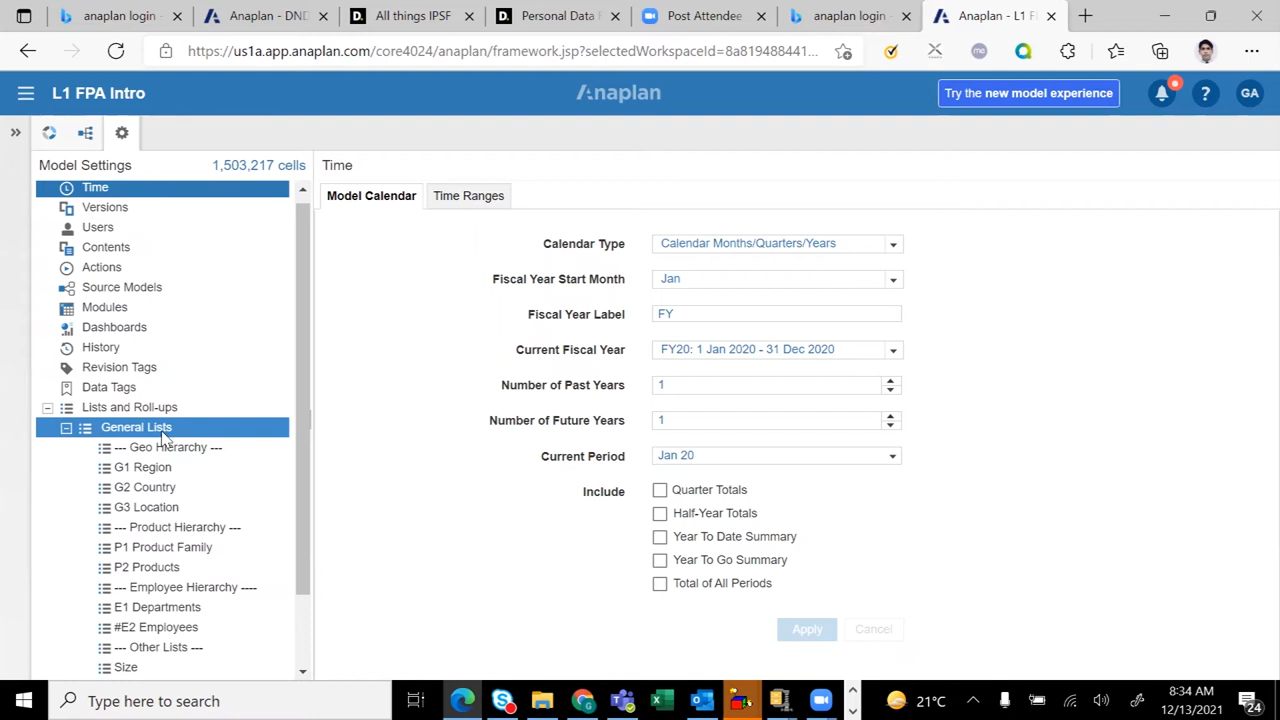 anaplan login -
Anaplan - DND
All things IPSF
Personal Data F
Post Attendee
anaplan login -
Anaplan - L1 F
https://us1a.app.anaplan.com/core4024/anaplan/framework.jsp?selectedWorkspaceId=8a819488441...
L1 FPA Intro
Anaplan
Try the new model experience
?
GA
Model Settings
1,503,217 cells
Time
Versions
Users
Contents
Actions
Source Models
Modules
Dashboards
History
Revision Tags
Data Tags
Lists and Roll-ups
General Lists
--- Geo Hierarchy ---
G1 Region
G2 Country
G3 Location
--- Product Hierarchy ---
P1 Product Family
P2 Products
--- Employee Hierarchy ----
E1 Departments
#E2 Employees
--- Other Lists ---
Size
Time
Model Calendar
Time Ranges
Calendar Type
Calendar Months/Quarters/Years
Fiscal Year Start Month
Jan
Fiscal Year Label
FY
Current Fiscal Year
FY20: 1 Jan 2020 - 31 Dec 2020
Number of Past Years
1
Number of Future Years
1
Current Period
Jan 20
Include
Quarter Totals
Half-Year Totals
Year To Date Summary
Year To Go Summary
Total of All Periods
Apply
Cancel
Type here to search
21°C
8:34 AM
12/13/2021
24